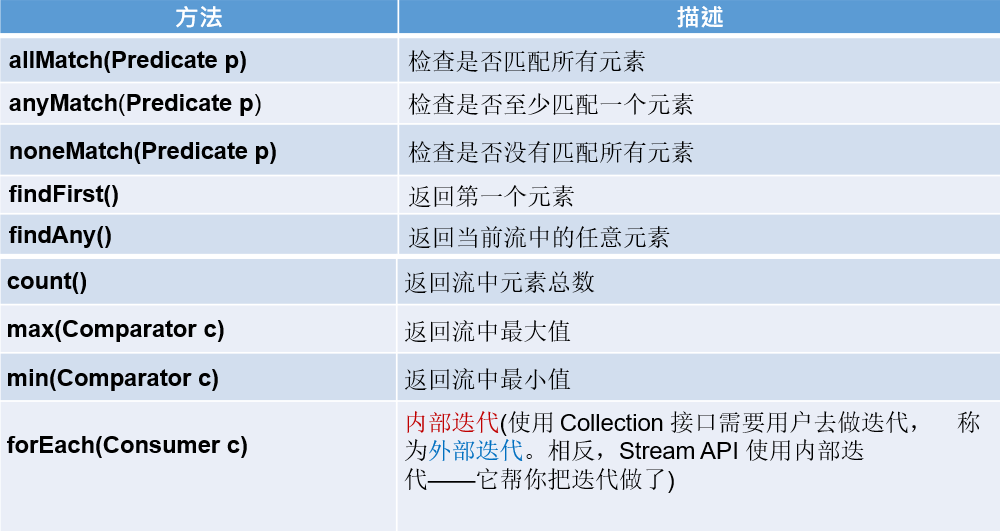 方法 描述
allMatch(Predicate p) 检查是否匹配所有元素
anyMatch(Predicate p) 检查是否至少匹配一个元素
noneMatch(Predicate p) 检查是否没有匹配所有元素
findFirst() 返回第一个元素
findAny() 返回当前流中的任意元素
count() 返回流中元素总数
max(Comparator c) 返回流中最大值
min(Comparator c) 返回流中最小值
forEach(Consumer c)
内部迭代(使用 Collection 接口需要用户去做迭代， 称
为外部迭代。相反，Stream API 使用内部迭
代——它帮你把迭代做了)